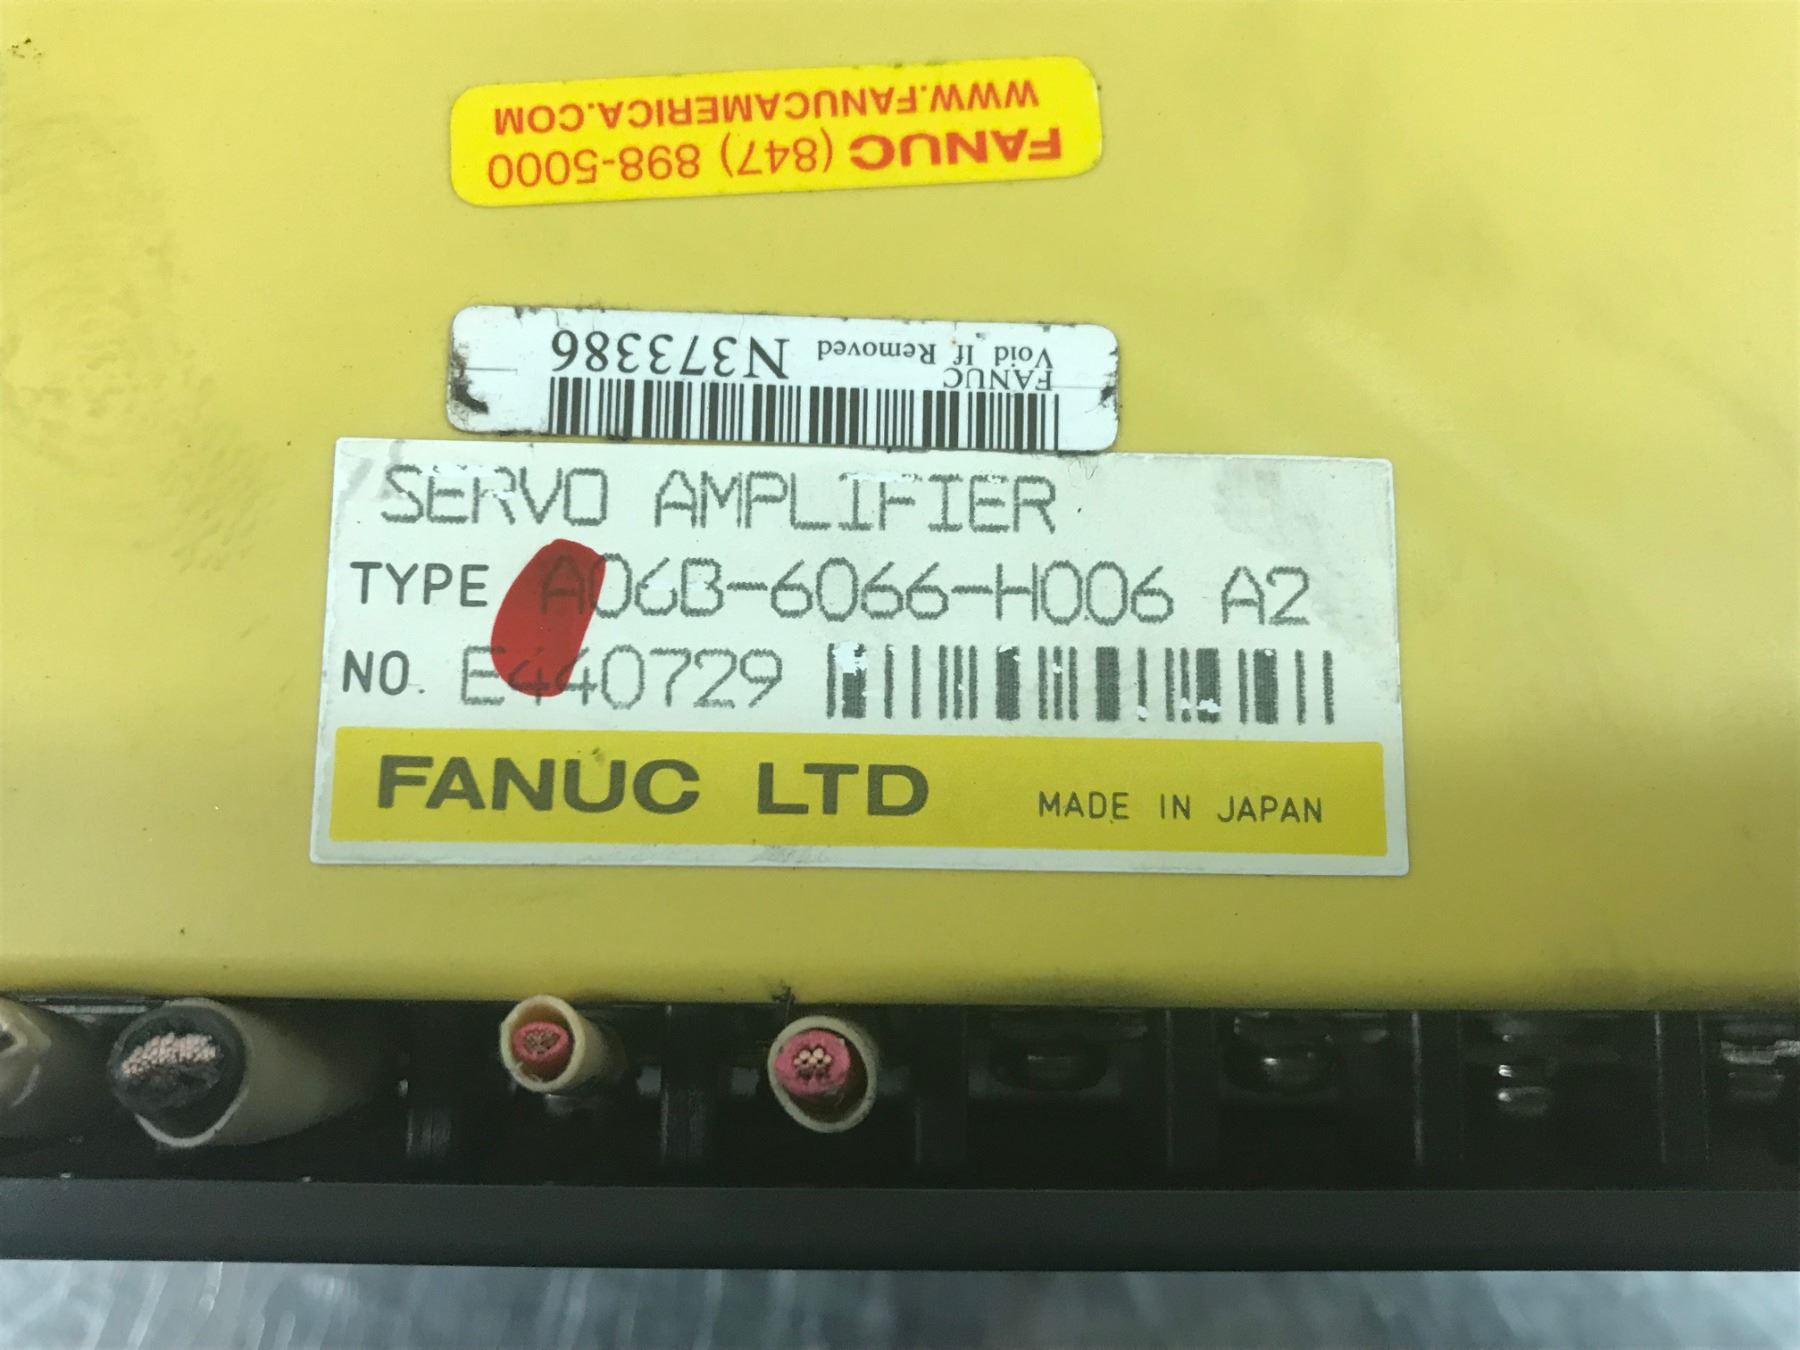 FANUC (847) 898-5000
WWW.FANUCAMERICA.COM
FANUC
Void If Removed N373386
SERVO AMPLIFIER
TYPE A06B-6066-H006 A2
NO. E440729
FANUC LTD MADE IN JAPAN